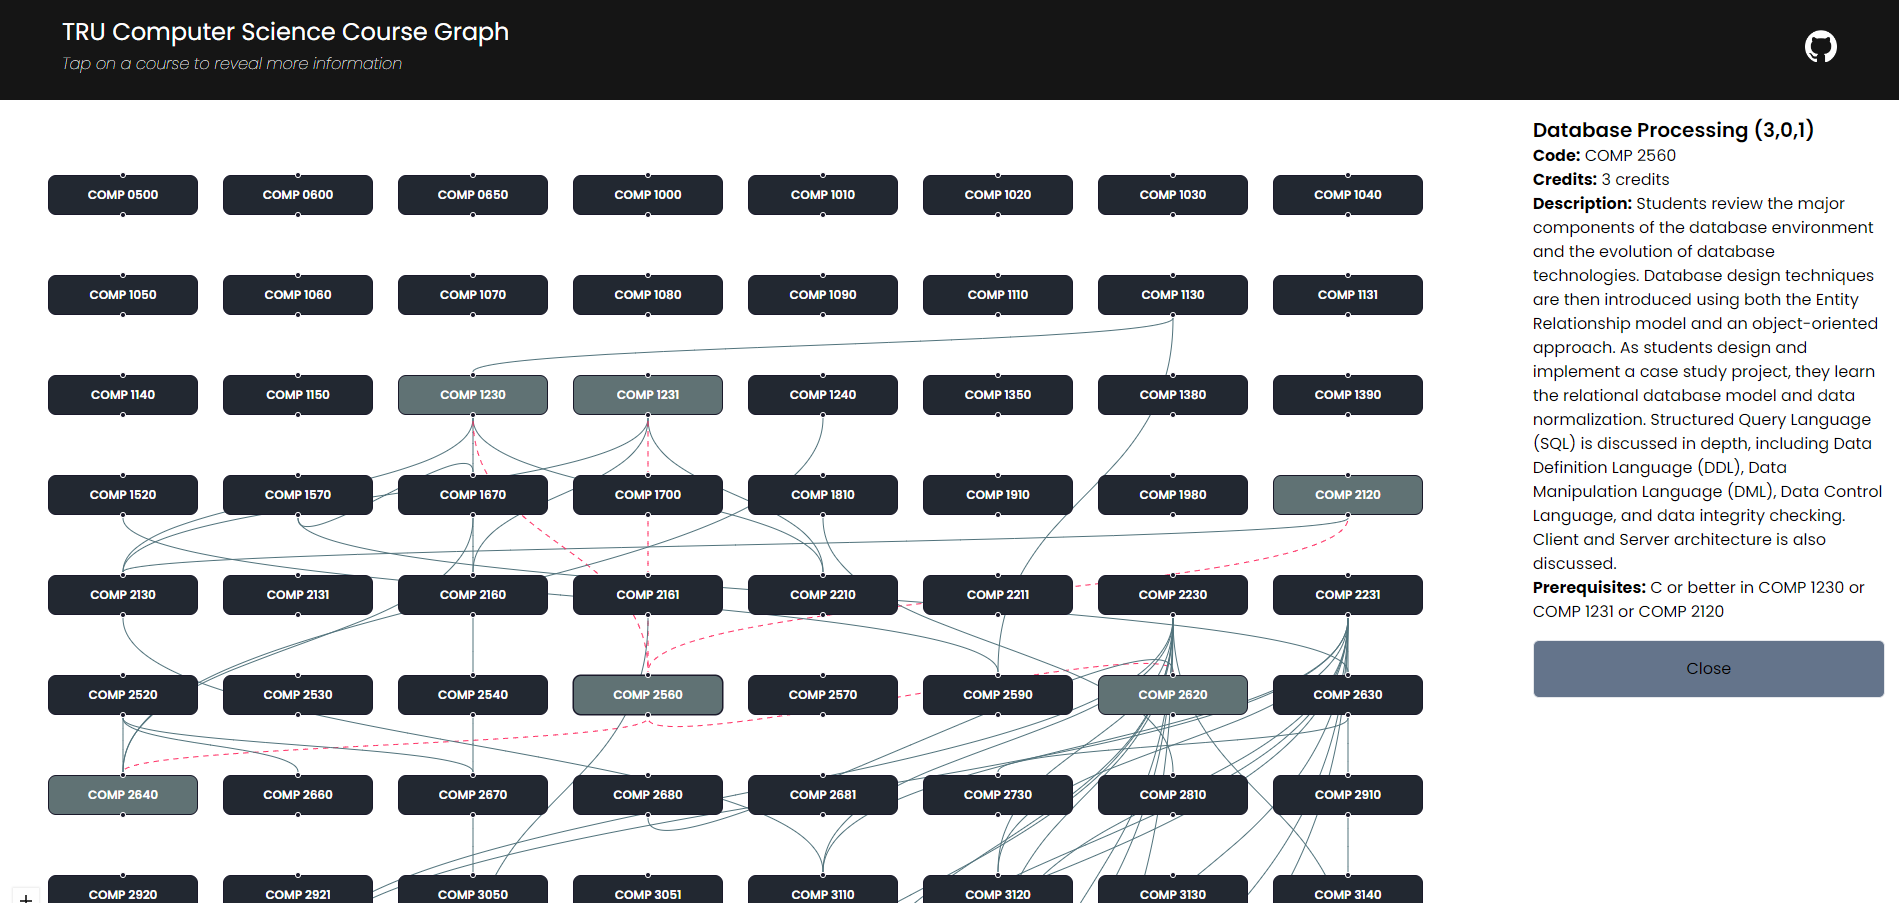 TRU Computer Science Course Graph
Tap on a course to reveal more information
COMP 0500 COMP 0600 COMP 0650 COMP 1000 COMP 1010 COMP 1020 COMP 1030 COMP 1040
COMP 1050 COMP 1060 COMP 1070 COMP 1080 COMP 1090 COMP 1110 COMP 1130 COMP 1131
COMP 1140 COMP 1150 COMP 1230 COMP 1231 COMP 1240 COMP 1350 COMP 1380 COMP 1390
COMP 1520 COMP 1570 COMP 1670 COMP 1700 COMP 1810 COMP 1910 COMP 1980 COMP 2120
COMP 2130 COMP 2131 COMP 2160 COMP 2161 COMP 2210 COMP 2211 COMP 2230 COMP 2231
COMP 2520 COMP 2530 COMP 2540 COMP 2560 COMP 2570 COMP 2590 COMP 2620 COMP 2630
COMP 2640 COMP 2660 COMP 2670 COMP 2680 COMP 2681 COMP 2730 COMP 2810 COMP 2910
COMP 2920 COMP 2921 COMP 3050 COMP 3051 COMP 3110 COMP 3120 COMP 3130 COMP 3140
+
Database Processing (3,0,1)
Code: COMP 2560
Credits: 3 credits
Description: Students review the major
components of the database environment
and the evolution of database
technologies. Database design techniques
are then introduced using both the Entity
Relationship model and an object-oriented
approach. As students design and
implement a case study project, they learn
the relational database model and data
normalization. Structured Query Language
(SQL) is discussed in depth, including Data
Definition Language (DDL), Data
Manipulation Language (DML), Data Control
Language, and data integrity checking.
Client and Server architecture is also
discussed.
Prerequisites: C or better in COMP 1230 or
COMP 1231 or COMP 2120
Close